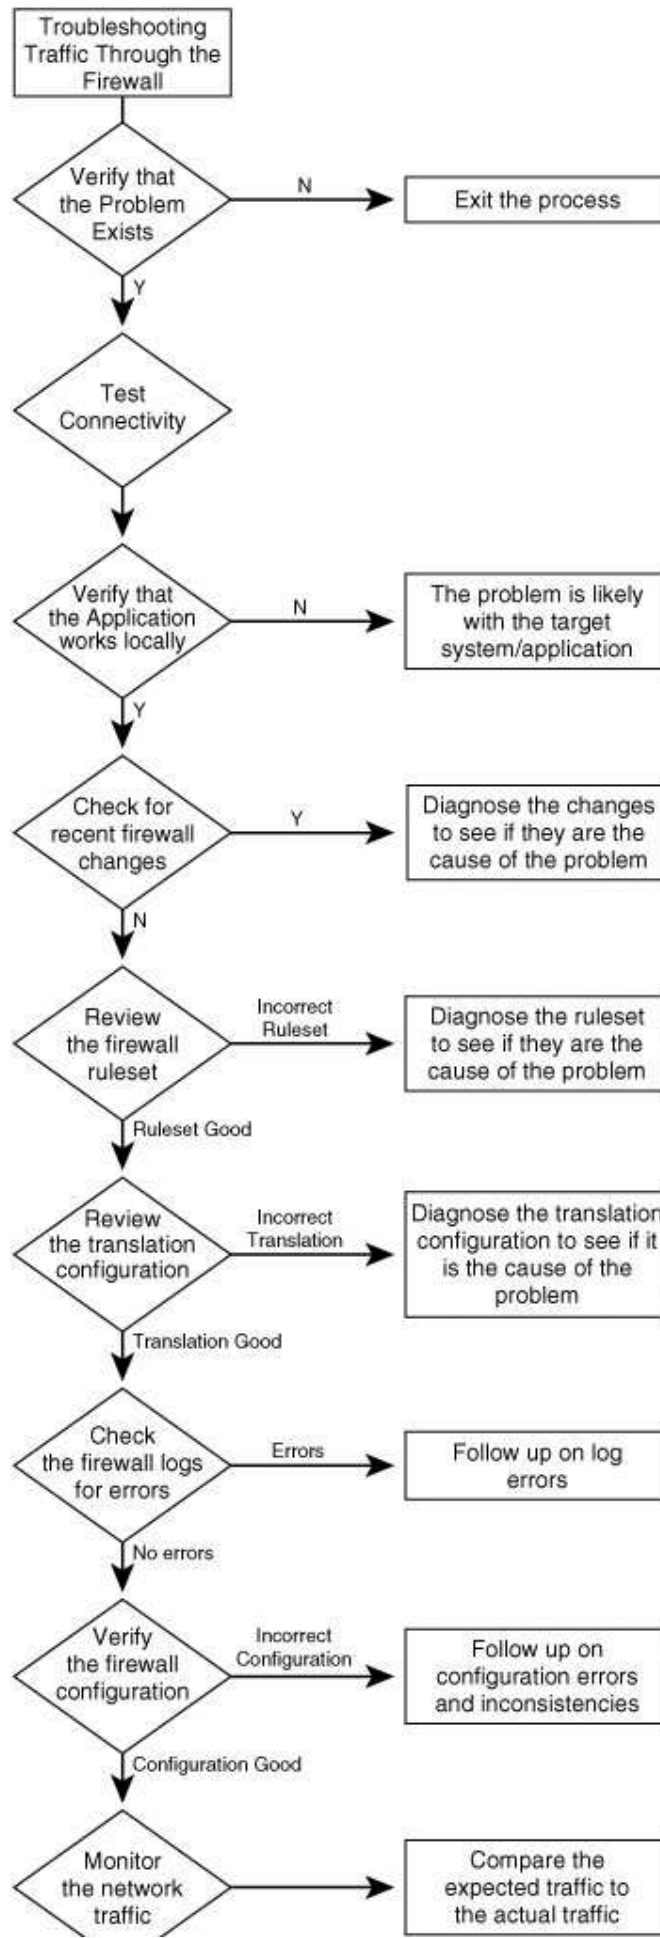 Troubleshooting
Traffic Through the
Firewall
Verify that
the Problem
Exists
N
Exit the process
Y
Test
Connectivity
Verify that
the Application
works locally
N
The problem is likely
with the target
system/application
Y
Check for
recent firewall
changes
Y
Diagnose the changes
to see if they are the
cause of the problem
N
Review
the firewall
ruleset
Incorrect
Ruleset
Diagnose the ruleset
to see if they are the
cause of the problem
Ruleset Good
Review
the translation
configuration
Incorrect
Translation
Diagnose the translation
configuration to see if it
is the cause of the
problem
Translation Good
Check
the firewall logs
for errors
Errors
Follow up on log
errors
No errors
Verify
the firewall
configuration
Incorrect
Configuration
Follow up on
configuration errors
and inconsistencies
Configuration Good
Monitor
the network
traffic
Compare the
expected traffic to
the actual traffic